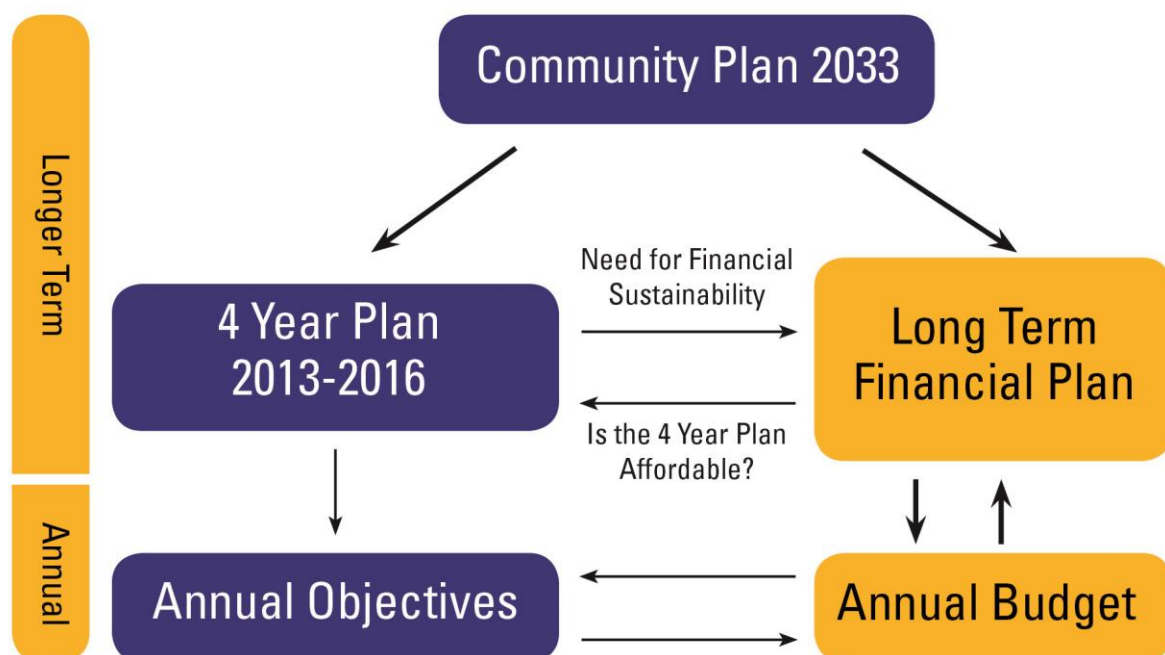 Community Plan 2033
Longer Term
Need for Financial
Sustainability
4 Year Plan
2013-2016
Long Term
Financial Plan
Is the 4 Year Plan
Affordable?
Annual
Annual Objectives
Annual Budget